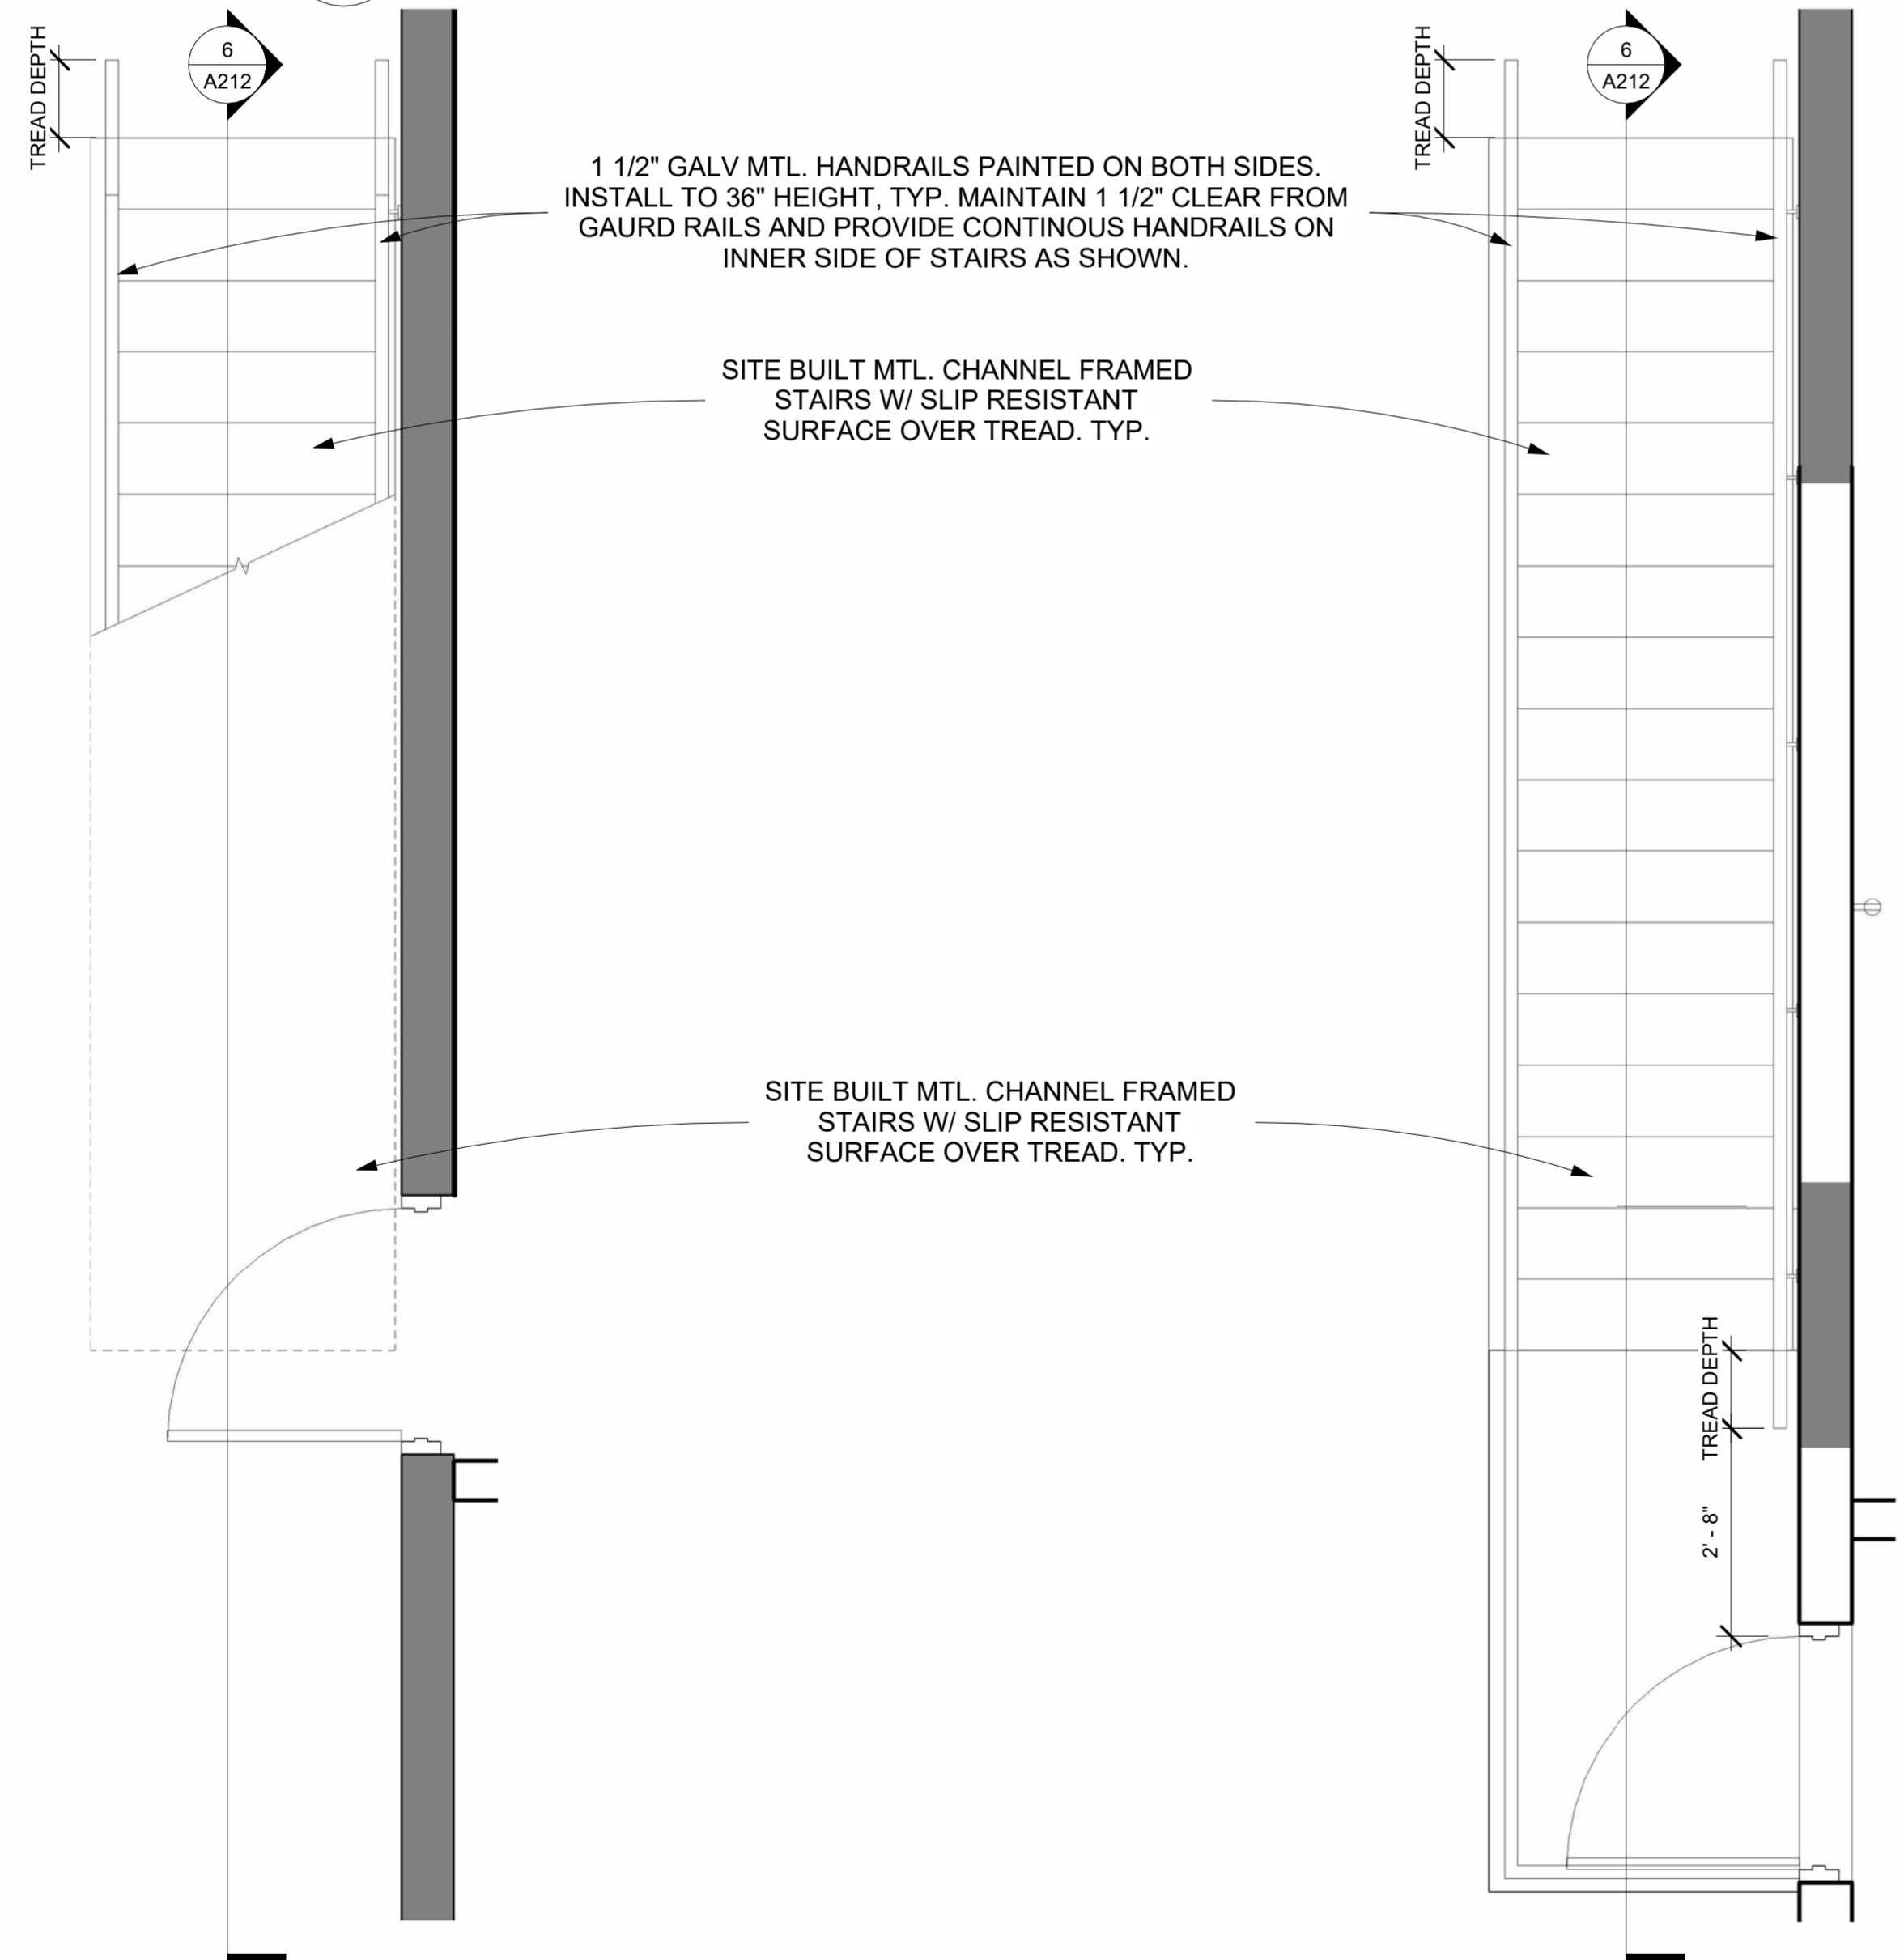 TREAD DEPTH
6
A212
TREAD DEPTH
6
A212
1 1/2" GALV MTL. HANDRAILS PAINTED ON BOTH SIDES.
INSTALL TO 36" HEIGHT, TYP. MAINTAIN 1 1/2" CLEAR FROM
GAURD RAILS AND PROVIDE CONTINOUS HANDRAILS ON
INNER SIDE OF STAIRS AS SHOWN.
SITE BUILT MTL. CHANNEL FRAMED
STAIRS W/ SLIP RESISTANT
SURFACE OVER TREAD. TYP.
SITE BUILT MTL. CHANNEL FRAMED
STAIRS W/ SLIP RESISTANT
SURFACE OVER TREAD. TYP.
TREAD DEPTH
2' - 8"